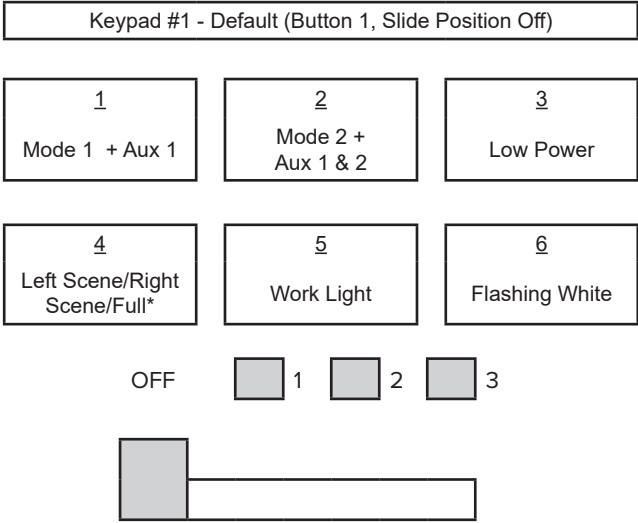 Keypad #1 - Default (Button 1, Slide Position Off)
1
Mode 1 + Aux 1
2
Mode 2 +
Aux 1 & 2
3
Low Power
4
Left Scene/Right
Scene/Full*
5
Work Light
6
Flashing White
OFF 1 2 3